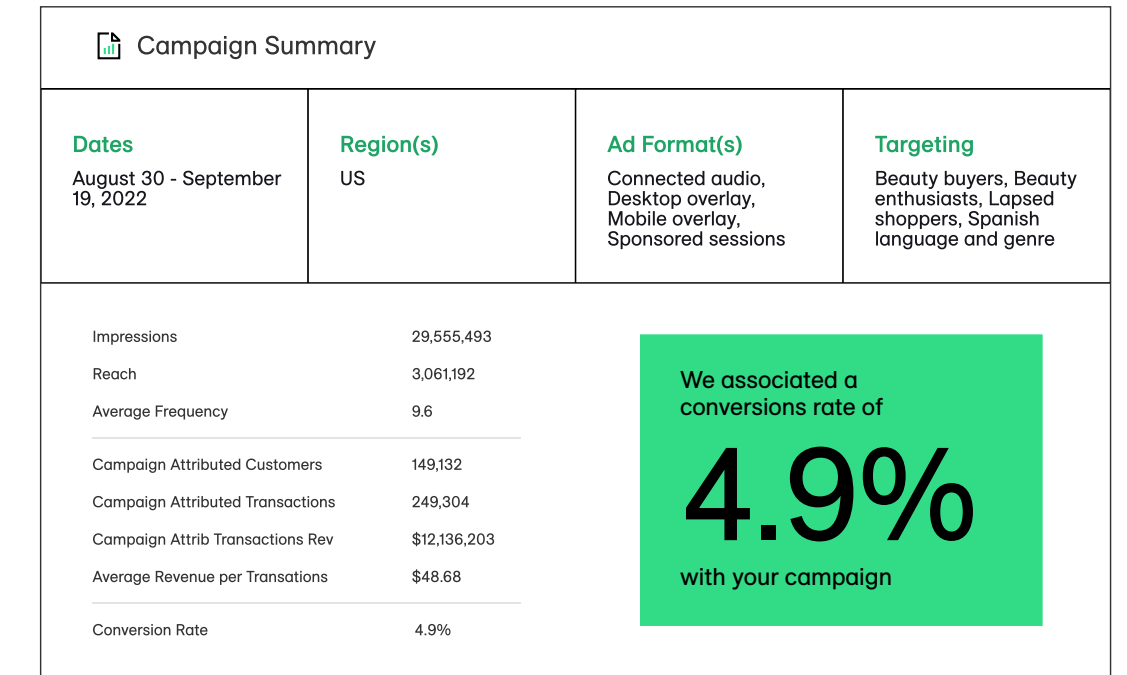 Campaign Summary
Dates
August 30 - September
19, 2022
Region(s)
US
Ad Format(s)
Connected audio,
Desktop overlay,
Mobile overlay,
Sponsored sessions
Targeting
Beauty buyers, Beauty
enthusiasts, Lapsed
shoppers, Spanish
language and genre
Impressions 29,555,493
Reach 3,061,192
Average Frequency 9.6
Campaign Attributed Customers 149,132
Campaign Attributed Transactions 249,304
Campaign Attrib Transactions Rev $12,136,203
Average Revenue per Transations $48.68
Conversion Rate 4.9%
We associated a
conversions rate of
4.9%
with your campaign